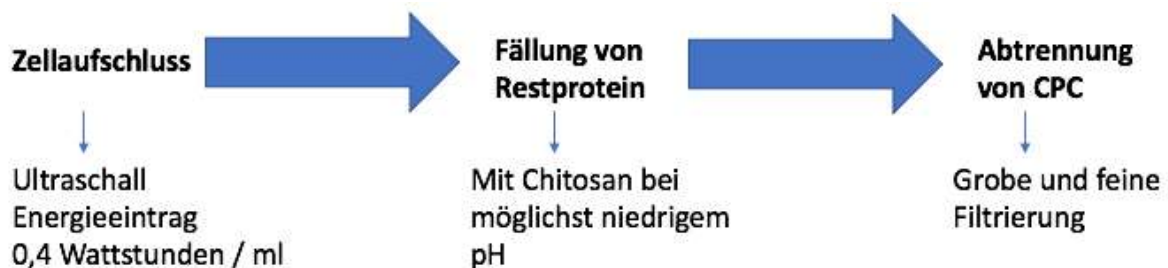 Zellaufschluss
Ultraschall
Energieeintrag
0,4 Wattstunden / ml
Fällung von
Restprotein
Mit Chitosan bei
möglichst niedrigem
pH
Abtrennung
von CPC
Grobe und feine
Filtrierung